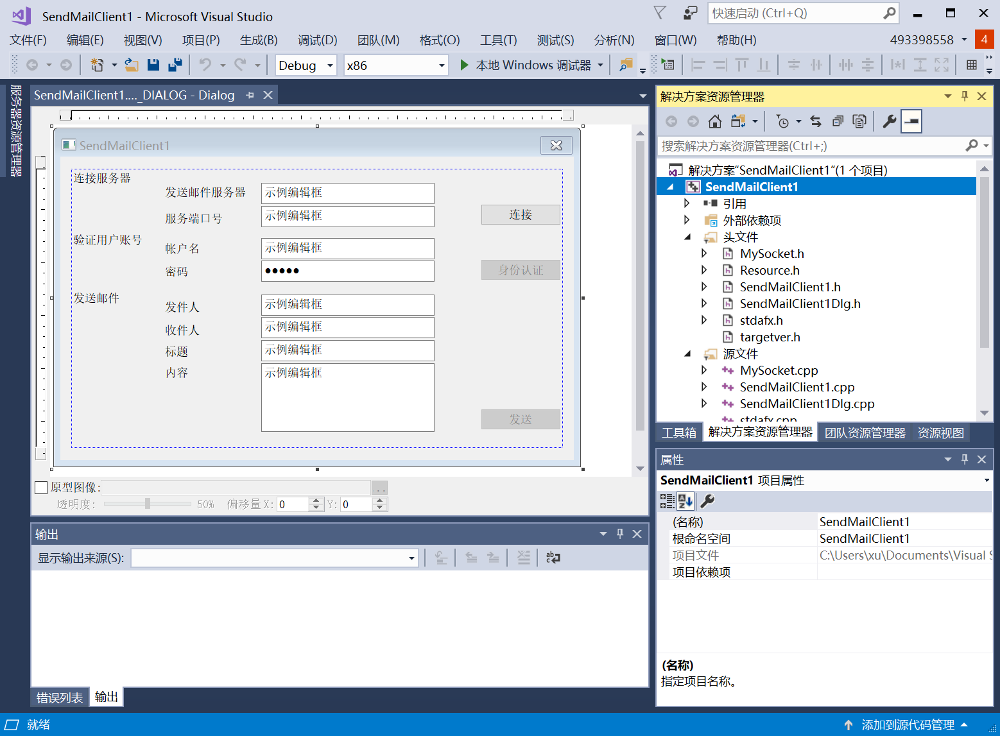 SendMailClient1 - Microsoft Visual Studio
快速启动 (Ctrl+Q)
文件(F) 编辑(E) 视图(V) 项目(P) 生成(B) 调试(D) 团队(M) 格式(O) 工具(T) 测试(S) 分析(N) 窗口(W) 帮助(H) 493398558 4
Debug x86 本地 Windows 调试器
服务器资源管理器
SendMailClient1...._DIALOG - Dialog
SendMailClient1
连接服务器
发送邮件服务器 示例编辑框
服务端口号 示例编辑框 连接
验证用户账号
帐户名 示例编辑框
密码 ●●●●● 身份认证
发送邮件
发件人 示例编辑框
收件人 示例编辑框
标题 示例编辑框
内容 示例编辑框
发送
原型图像: ..
透明度: 50% 偏移量 X: 0 Y: 0
输出
显示输出来源(S):
错误列表 输出
解决方案资源管理器
搜索解决方案资源管理器(Ctrl+;)
解决方案"SendMailClient1"(1 个项目)
SendMailClient1
引用
外部依赖项
头文件
MySocket.h
Resource.h
SendMailClient1.h
SendMailClient1Dlg.h
stdafx.h
targetver.h
源文件
MySocket.cpp
SendMailClient1.cpp
SendMailClient1Dlg.cpp
stdafx.cpp
工具箱 解决方案资源管理器 团队资源管理器 资源视图
属性
SendMailClient1 项目属性
(名称) SendMailClient1
根命名空间 SendMailClient1
项目文件 C:\Users\xu\Documents\Visual S
项目依赖项
(名称)
指定项目名称。
就绪 添加到源代码管理